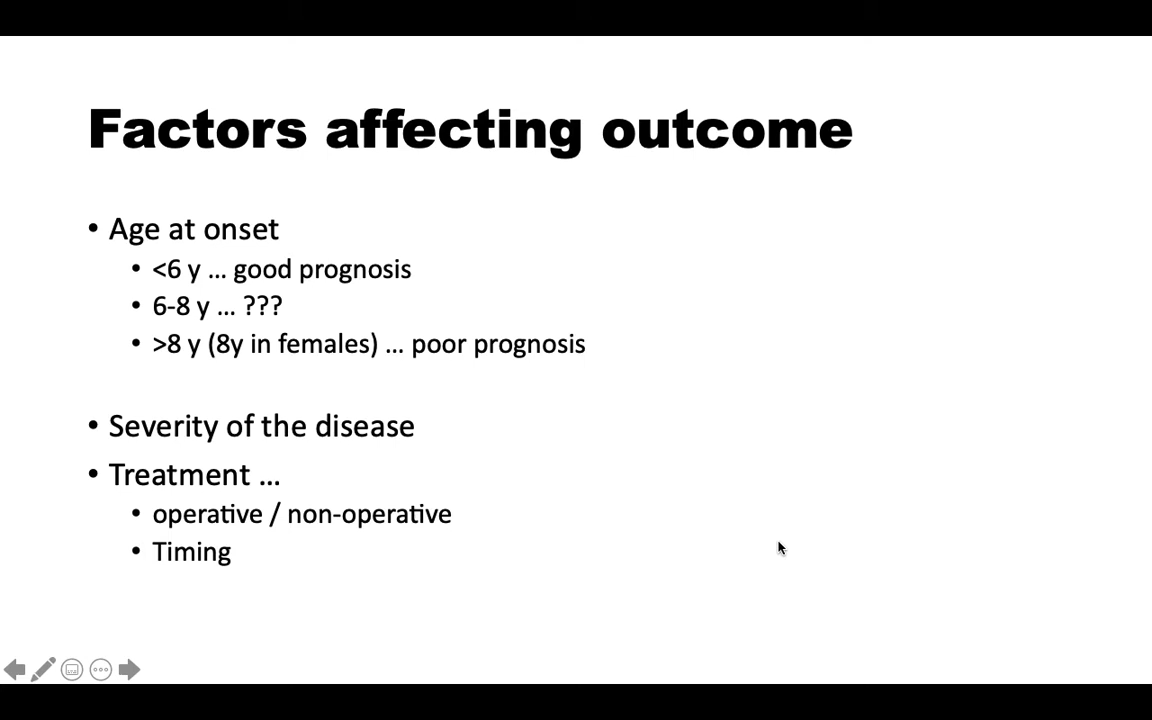 Factors affecting outcome
• Age at onset
• <6 y ... good prognosis
• 6-8 y ... ???
• >8 y (8y in females) ... poor prognosis
• Severity of the disease
• Treatment ...
• operative / non-operative
• Timing